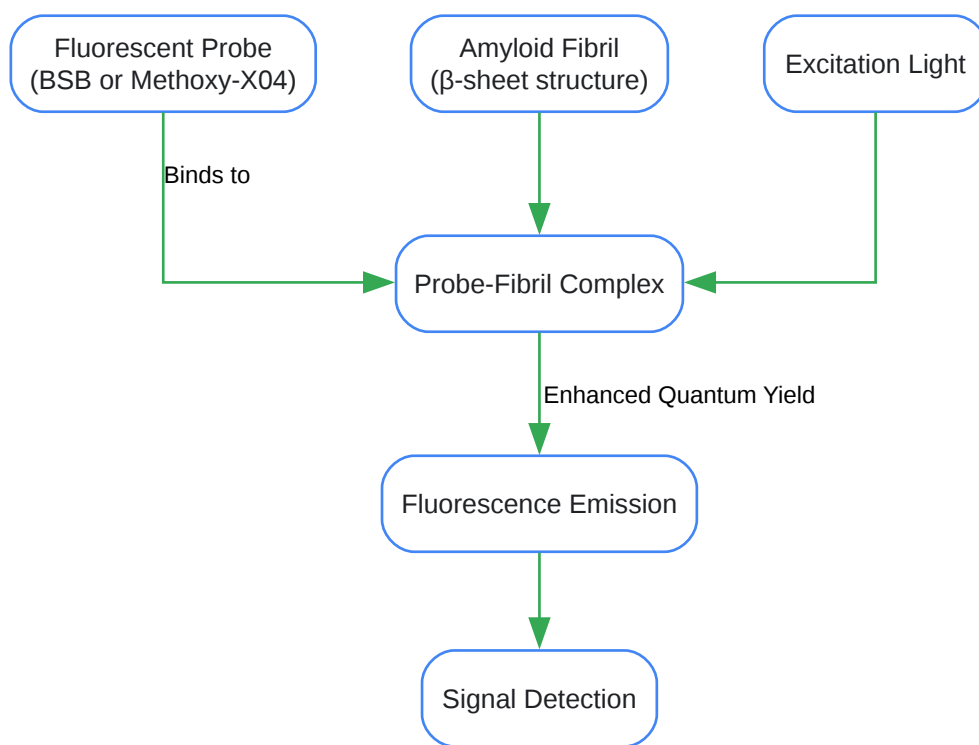 Fluorescent Probe
(BSB or Methoxy-X04)
Amyloid Fibril
(β-sheet structure)
Excitation Light
Binds to
Probe-Fibril Complex
Enhanced Quantum Yield
Fluorescence Emission
Signal Detection